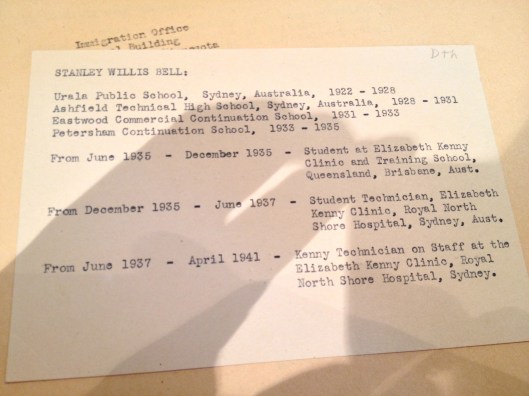 Immigration Office
Building
Dth
STANLEY WILLIS BELL:
Urala Public School, Sydney, Australia, 1922 - 1928
Ashfield Technical High School, Sydney, Australia, 1928 - 1931
Eastwood Commercial Continuation School, 1931 - 1933
Petersham Continuation School, 1933 - 1935
From June 1935 - December 1935 - Student at Elizabeth Kenny
Clinic and Training School,
Queensland, Brisbane, Aust.
From December 1935 - June 1937 - Student Technician, Elizabeth
Kenny Clinic, Royal North
Shore Hospital, Sydney, Aust.
From June 1937 - April 1941 - Kenny Technician on Staff at the
Elizabeth Kenny Clinic, Royal
North Shore Hospital, Sydney.